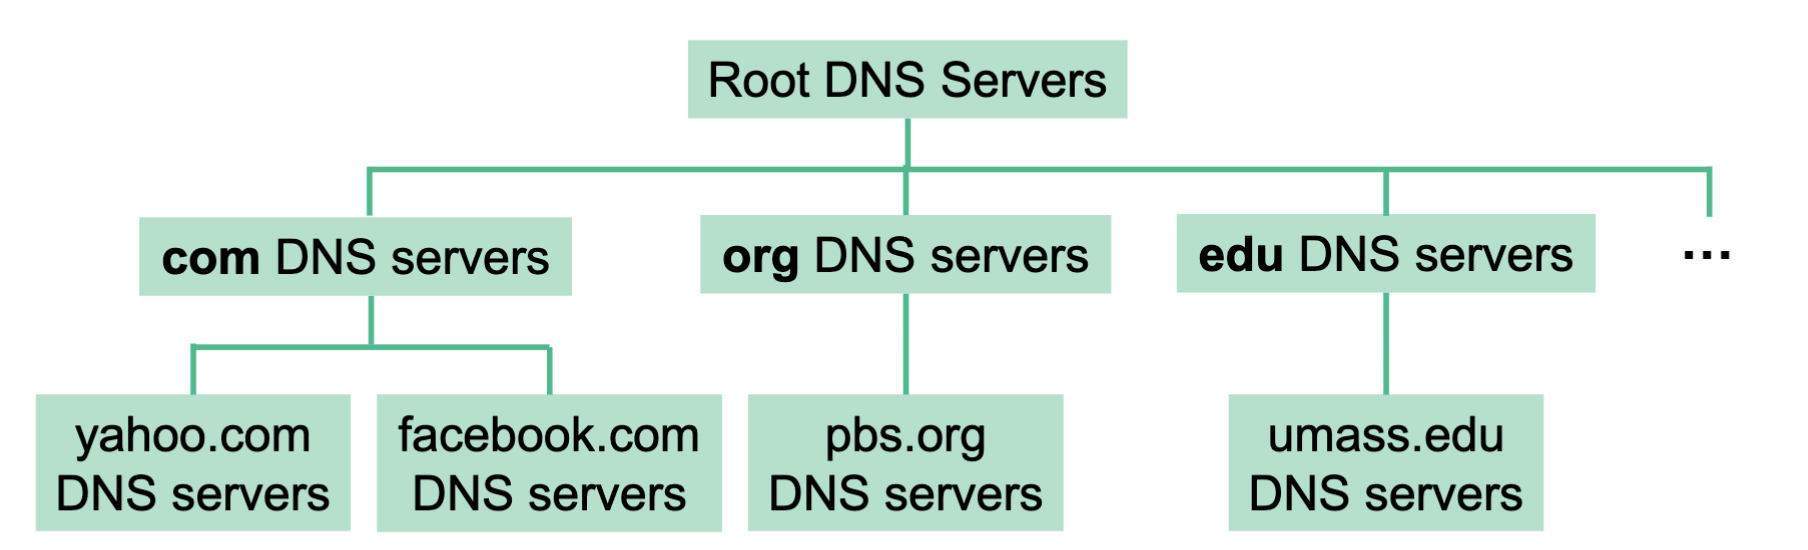 Root DNS Servers
com DNS servers
org DNS servers
edu DNS servers
...
yahoo.com
DNS servers
facebook.com
DNS servers
pbs.org
DNS servers
umass.edu
DNS servers